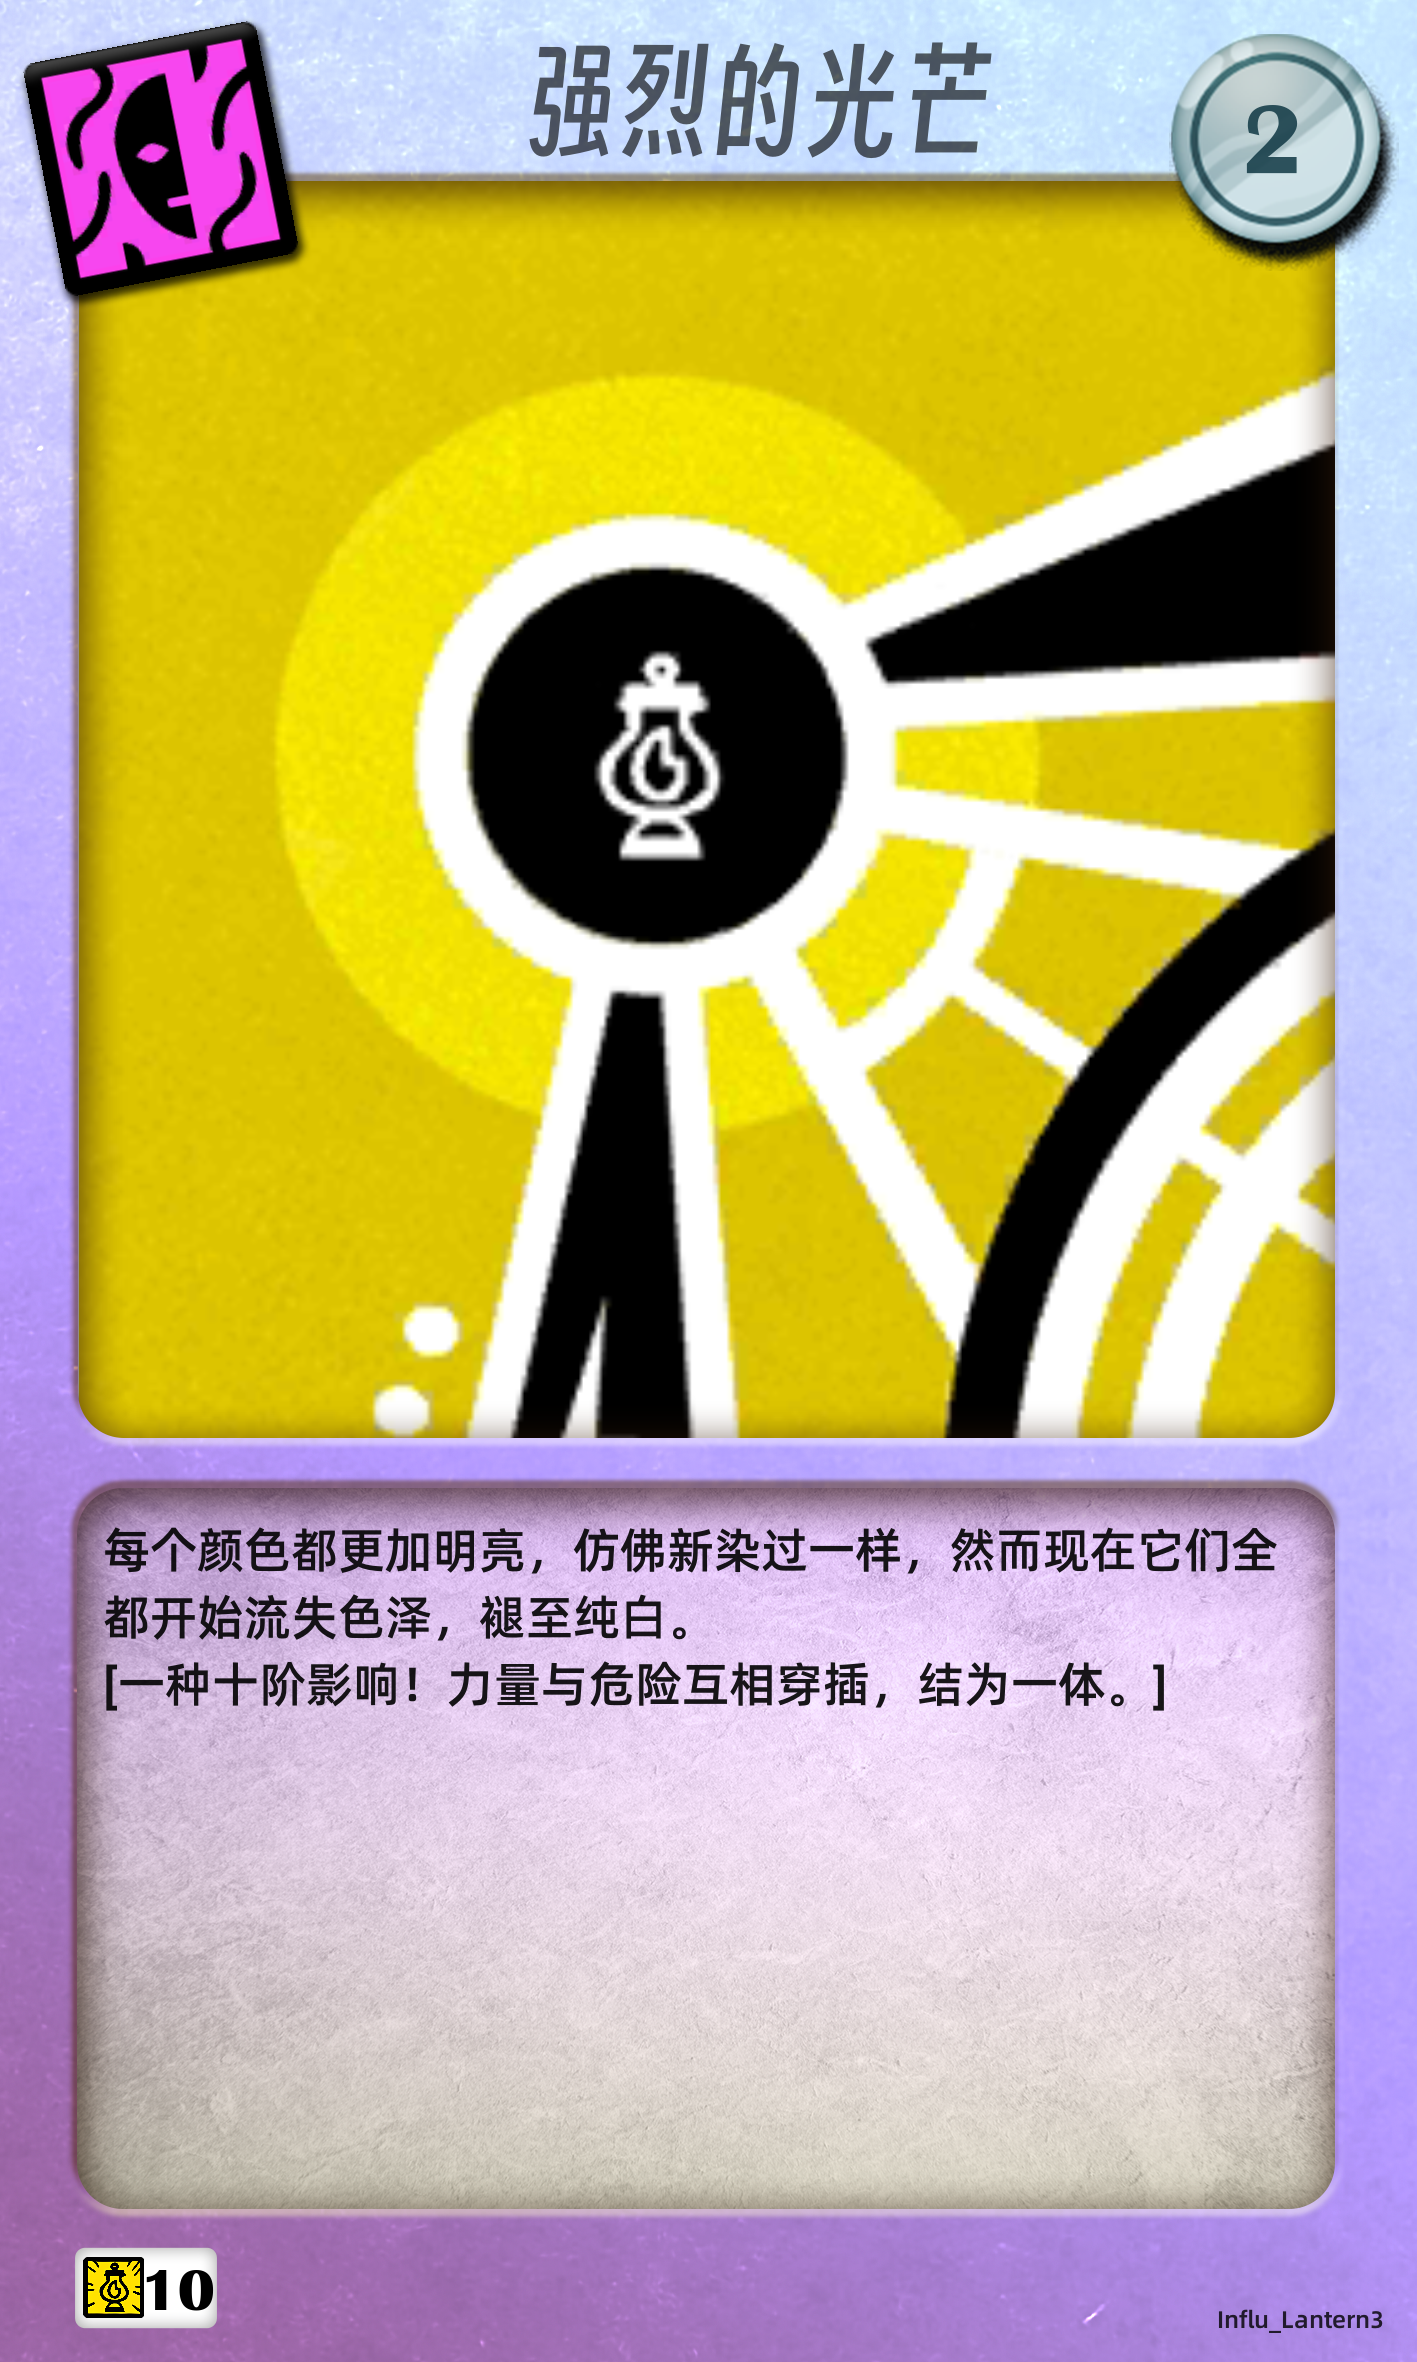 强烈的光芒
2
每个颜色都更加明亮，仿佛新染过一样，然而现在它们全
都开始流失色泽，褪至纯白。
[一种十阶影响！力量与危险互相穿插，结为一体。]
10
Influ_Lantern3